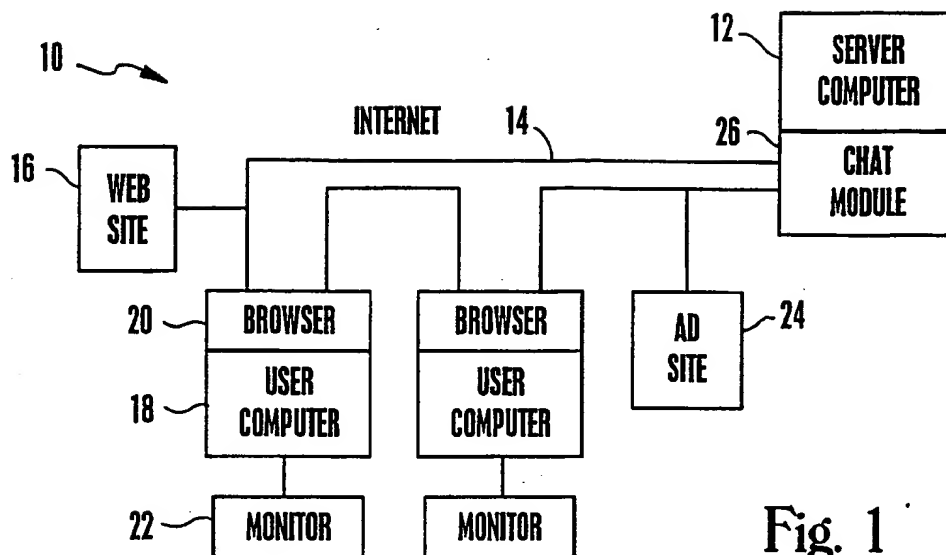 10
12
SERVER
COMPUTER
INTERNET
14
26
CHAT
MODULE
16
WEB
SITE
20
BROWSER
BROWSER
AD
SITE
24
18
USER
COMPUTER
USER
COMPUTER
22
MONITOR
MONITOR
Fig. 1